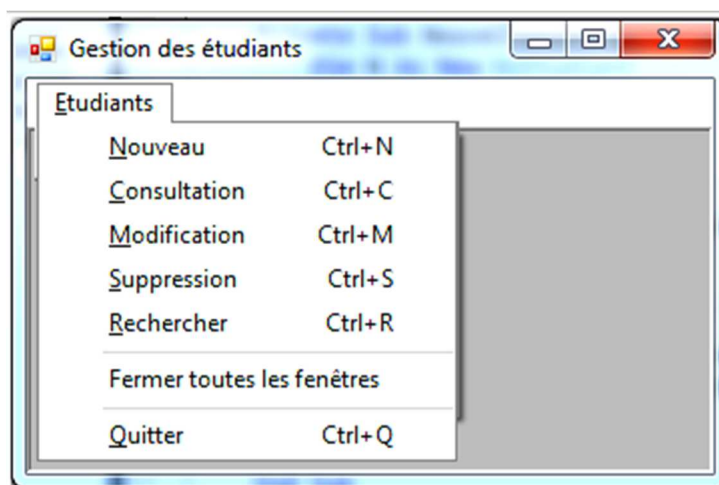 Gestion des étudiants
Etudiants
Nouveau Ctrl+N
Consultation Ctrl+C
Modification Ctrl+M
Suppression Ctrl+S
Rechercher Ctrl+R
Fermer toutes les fenêtres
Quitter Ctrl+Q